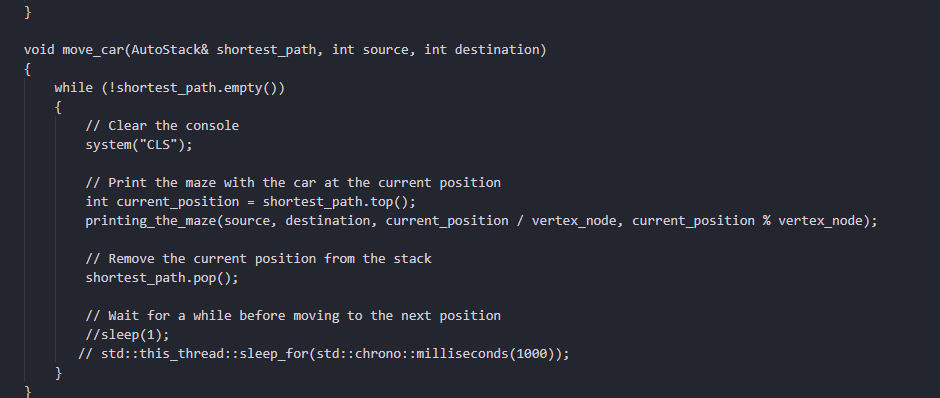 }
void move_car(AutoStack& shortest_path, int source, int destination)
{
while (!shortest_path.empty())
{
// Clear the console
system("CLS");
// Print the maze with the car at the current position
int current_position = shortest_path.top();
printing_the_maze(source, destination, current_position / vertex_node, current_position % vertex_node);
// Remove the current position from the stack
shortest_path.pop();
// Wait for a while before moving to the next position
//sleep(1);
// std::this_thread::sleep_for(std::chrono::milliseconds(1000));
}
}